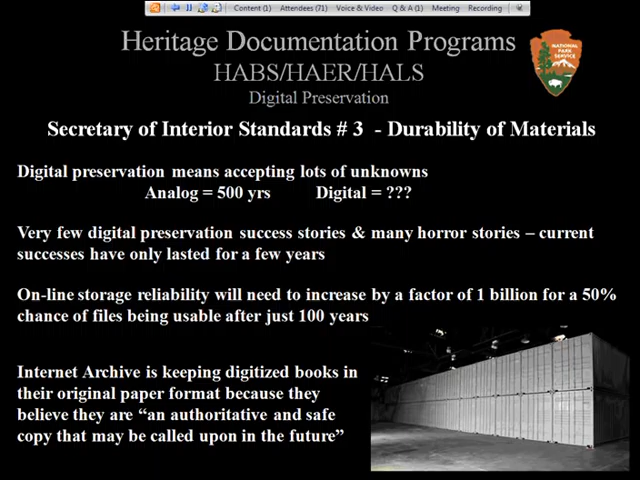 Content (1) Attendees (71) Voice & Video Q & A (1) Meeting Recording
Heritage Documentation Programs
HABS/HAER/HALS
Digital Preservation
NATIONAL
PARK
SERVICE
Secretary of Interior Standards # 3 - Durability of Materials
Digital preservation means accepting lots of unknowns
Analog = 500 yrs Digital = ???
Very few digital preservation success stories & many horror stories – current
successes have only lasted for a few years
On-line storage reliability will need to increase by a factor of 1 billion for a 50%
chance of files being usable after just 100 years
Internet Archive is keeping digitized books in
their original paper format because they
believe they are “an authoritative and safe
copy that may be called upon in the future”